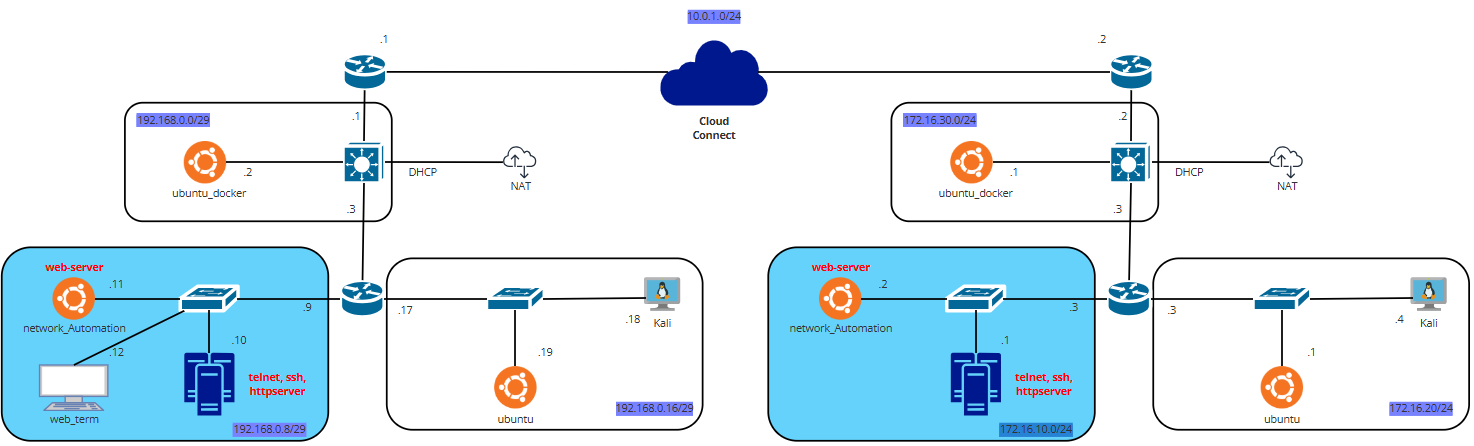 10.0.1.0/24
.1
.2
Cloud
Connect
192.168.0.0/29
.1
ubuntu_docker
.2
DHCP
NAT
.3
172.16.30.0/24
.2
ubuntu_docker
.1
DHCP
NAT
.3
web-server
.11
network_Automation
.9
.12
.10
web_term
telnet, ssh,
httpserver
192.168.0.8/29
.17
.18
Kali
.19
ubuntu
192.168.0.16/29
web-server
.2
network_Automation
.3
.1
telnet, ssh,
httpserver
172.16.10.0/24
.3
.4
Kali
.1
ubuntu
172.16.20/24